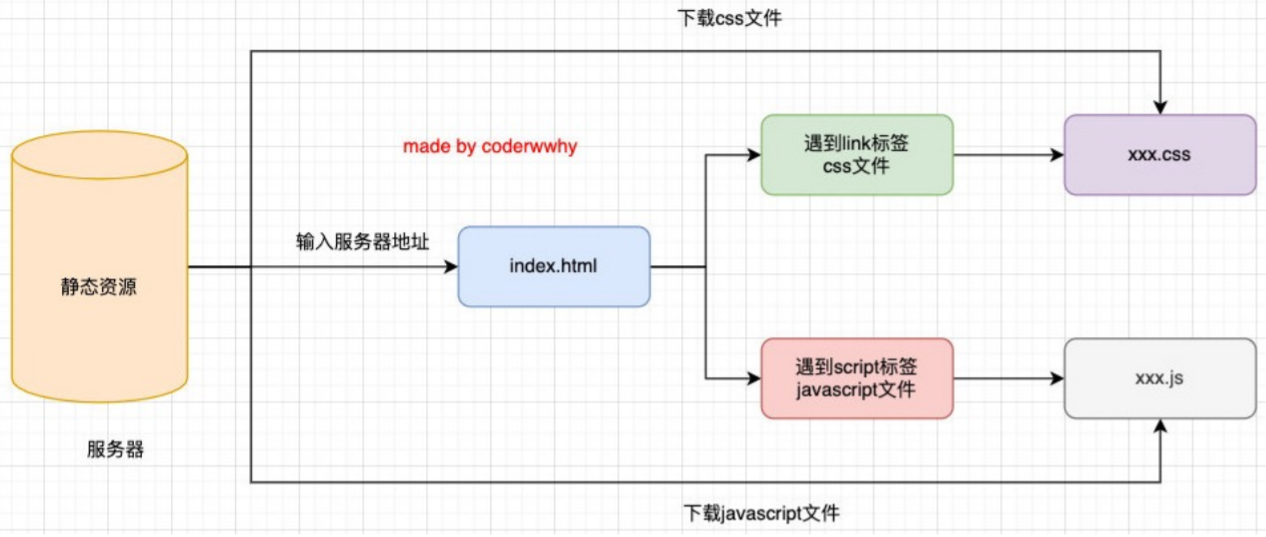 下载css文件
made by coderwwhy
遇到link标签
css文件
xxx.css
输入服务器地址
index.html
静态资源
遇到script标签
javascript文件
xxx.js
服务器
下载javascript文件